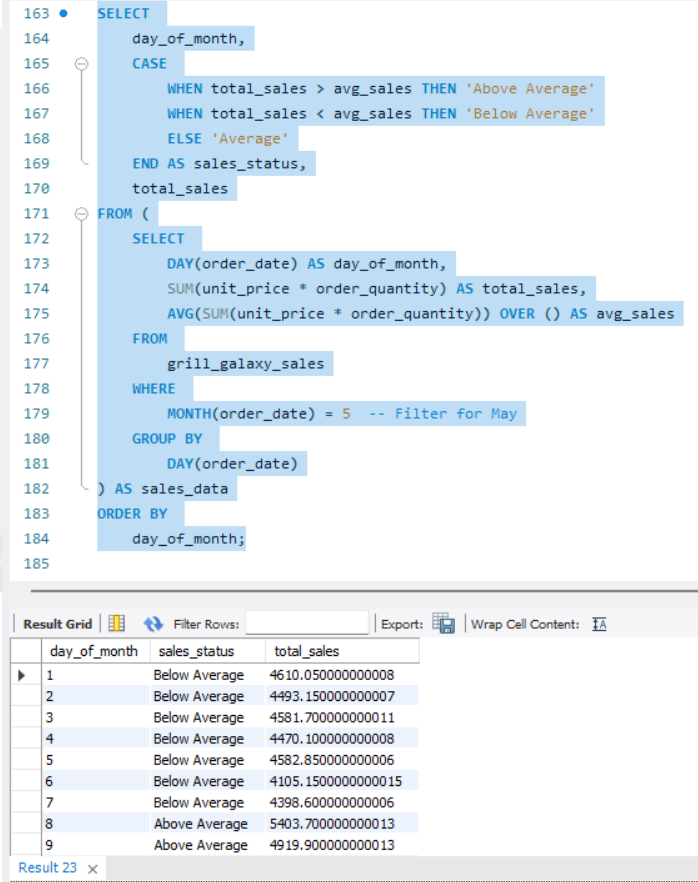 163 SELECT
164 day_of_month,
165 CASE
166 WHEN total_sales > avg_sales THEN 'Above Average'
167 WHEN total_sales < avg_sales THEN 'Below Average'
168 ELSE 'Average'
169 END AS sales_status,
170 total_sales
171 FROM (
172 SELECT
173 DAY(order_date) AS day_of_month,
174 SUM(unit_price * order_quantity) AS total_sales,
175 AVG(SUM(unit_price * order_quantity)) OVER () AS avg_sales
176 FROM
177 grill_galaxy_sales
178 WHERE
179 MONTH(order_date) = 5 -- Filter for May
180 GROUP BY
181 DAY(order_date)
182 ) AS sales_data
183 ORDER BY
184 day_of_month;
185
Result Grid Filter Rows: Export: Wrap Cell Content: IA
day_of_month sales_status total_sales
1 Below Average 4610.050000000008
2 Below Average 4493.150000000007
3 Below Average 4581.700000000011
4 Below Average 4470.100000000008
5 Below Average 4582.850000000006
6 Below Average 4105.1500000000015
7 Below Average 4398.600000000006
8 Above Average 5403.700000000013
9 Above Average 4919.900000000013
Result 23 ×